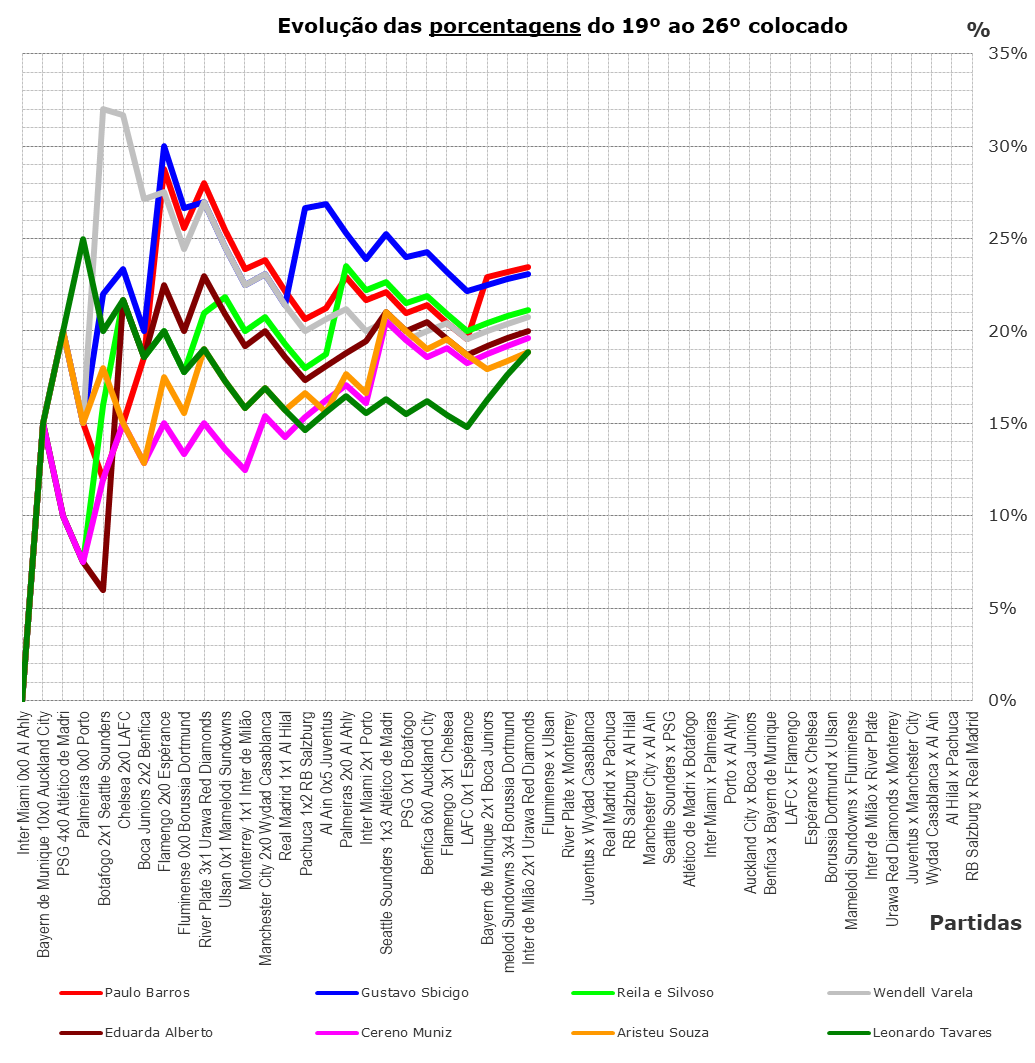 Evolução das porcentagens do 19º ao 26º colocado
%
35%
30%
25%
20%
15%
10%
5%
0%
Inter Miami 0x0 Al Ahly
Bayern de Munique 10x0 Auckland City
PSG 4x0 Atlético de Madri
Palmeiras 0x0 Porto
Botafogo 2x1 Seattle Sounders
Chelsea 2x0 LAFC
Boca Juniors 2x2 Benfica
Flamengo 2x0 Espérance
Fluminense 0x0 Borussia Dortmund
River Plate 3x1 Urawa Red Diamonds
Ulsan 0x1 Mamelodi Sundowns
Monterrey 1x1 Inter de Milão
Manchester City 2x0 Wydad Casablanca
Real Madrid 1x1 Al Hilal
Pachuca 1x2 RB Salzburg
Al Ain 0x5 Juventus
Palmeiras 2x0 Al Ahly
Inter Miami 2x1 Porto
Seattle Sounders 1x3 Atlético de Madri
PSG 0x1 Botafogo
Benfica 6x0 Auckland City
Flamengo 3x1 Chelsea
LAFC 0x1 Espérance
Bayern de Munique 2x1 Boca Juniors
melodi Sundowns 3x4 Borussia Dortmund
Inter de Milão 2x1 Urawa Red Diamonds
Fluminense x Ulsan
River Plate x Monterrey
Juventus x Wydad Casablanca
Real Madrid x Pachuca
RB Salzburg x Al Hilal
Manchester City x Al Ain
Seattle Sounders x PSG
Atlético de Madri x Botafogo
Inter Miami x Palmeiras
Porto x Al Ahly
Auckland City x Boca Juniors
Benfica x Bayern de Munique
LAFC x Flamengo
Espérance x Chelsea
Borussia Dortmund x Ulsan
Mamelodi Sundowns x Fluminense
Inter de Milão x River Plate
Urawa Red Diamonds x Monterrey
Juventus x Manchester City
Wydad Casablanca x Al Ain
Al Hilal x Pachuca
RB Salzburg x Real Madrid
Partidas
Paulo Barros
Gustavo Sbicigo
Reila e Silvoso
Wendell Varela
Eduarda Alberto
Cereno Muniz
Aristeu Souza
Leonardo Tavares